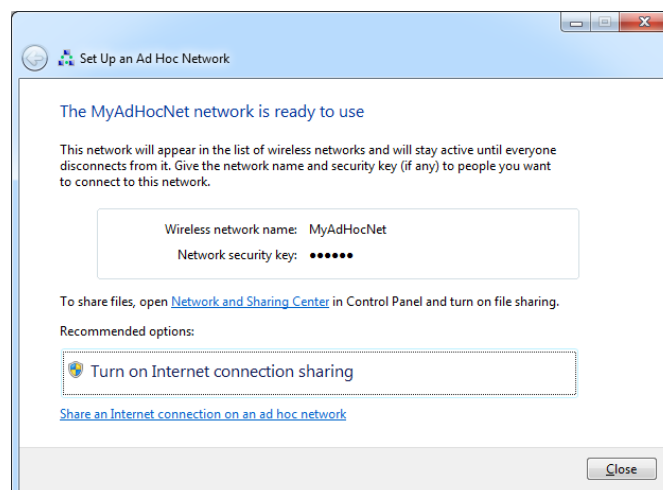 Set Up an Ad Hoc Network
The MyAdHocNet network is ready to use
This network will appear in the list of wireless networks and will stay active until everyone
disconnects from it. Give the network name and security key (if any) to people you want
to connect to this network.
Wireless network name: MyAdHocNet
Network security key: ●●●●●●
To share files, open Network and Sharing Center in Control Panel and turn on file sharing.
Recommended options:
Turn on Internet connection sharing
Share an Internet connection on an ad hoc network
Close